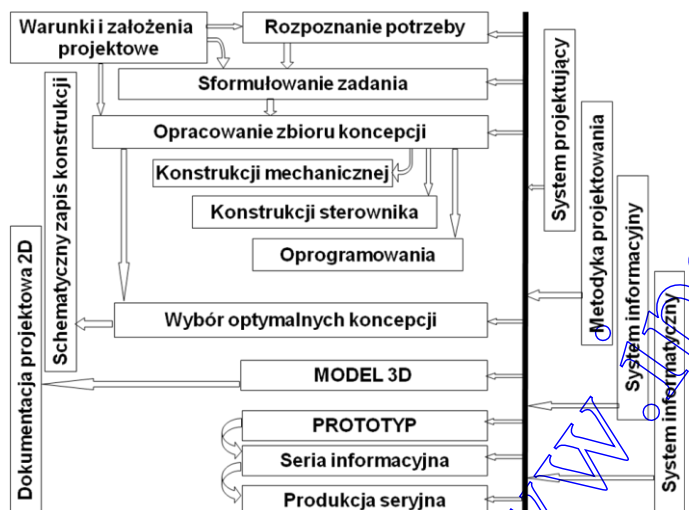 Warunki i założenia
projektowe
Rozpoznanie potrzeby
Sformułowanie zadania
Opracowanie zbioru koncepcji
Konstrukcji mechanicznej
Konstrukcji sterownika
Oprogramowania
Wybór optymalnych koncepcji
MODEL 3D
PROTOTYP
Seria informacyjna
Produkcja seryjna
Dokumentacja projektowa 2D
Schematyczny zapis konstrukcji
System projektujący
Metodyka projektowania
System informacyjny
System informatyczny